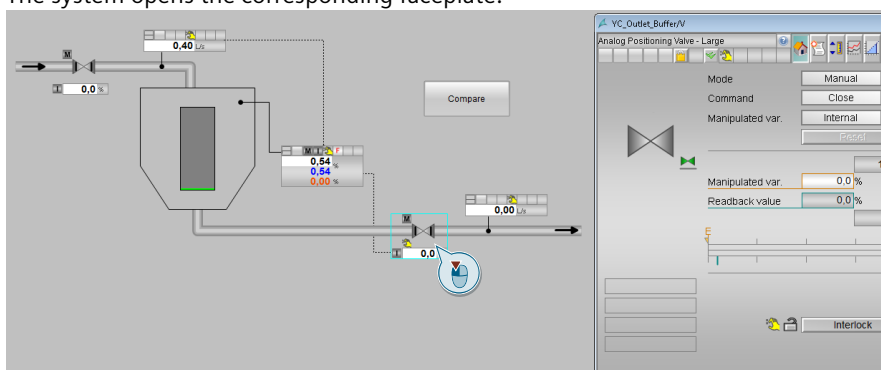 The system opens the corresponding faceplate.
YC_Outlet_Buffer/V
Analog Positioning Valve - Large
M
0,40 L/s
I 0,0 %
Compare
M I F
0,54 %
0,54
0,00 %
0,00 L/s
M
I 0,0
Mode Manual
Command Close
Manipulated var. Internal
Reset
1
Manipulated var. 0,0 %
Readback value 0,0 %
E
Interlock